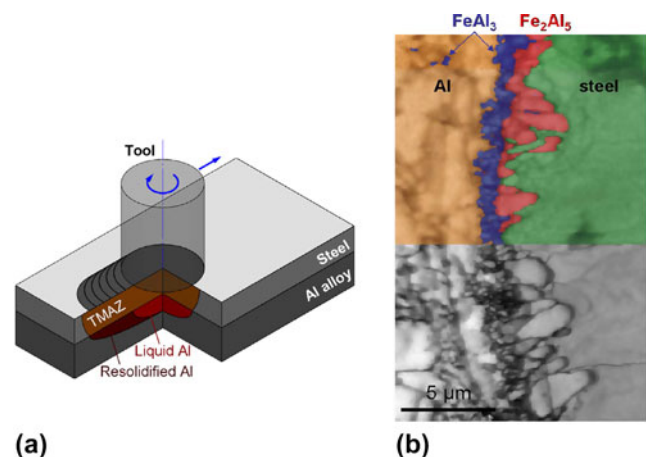 FeAl₃ Fe₂Al₅
Al
steel
Tool
Steel
Al alloy
TMAZ
Liquid Al
Resolidified Al
5 µm
(a)
(b)